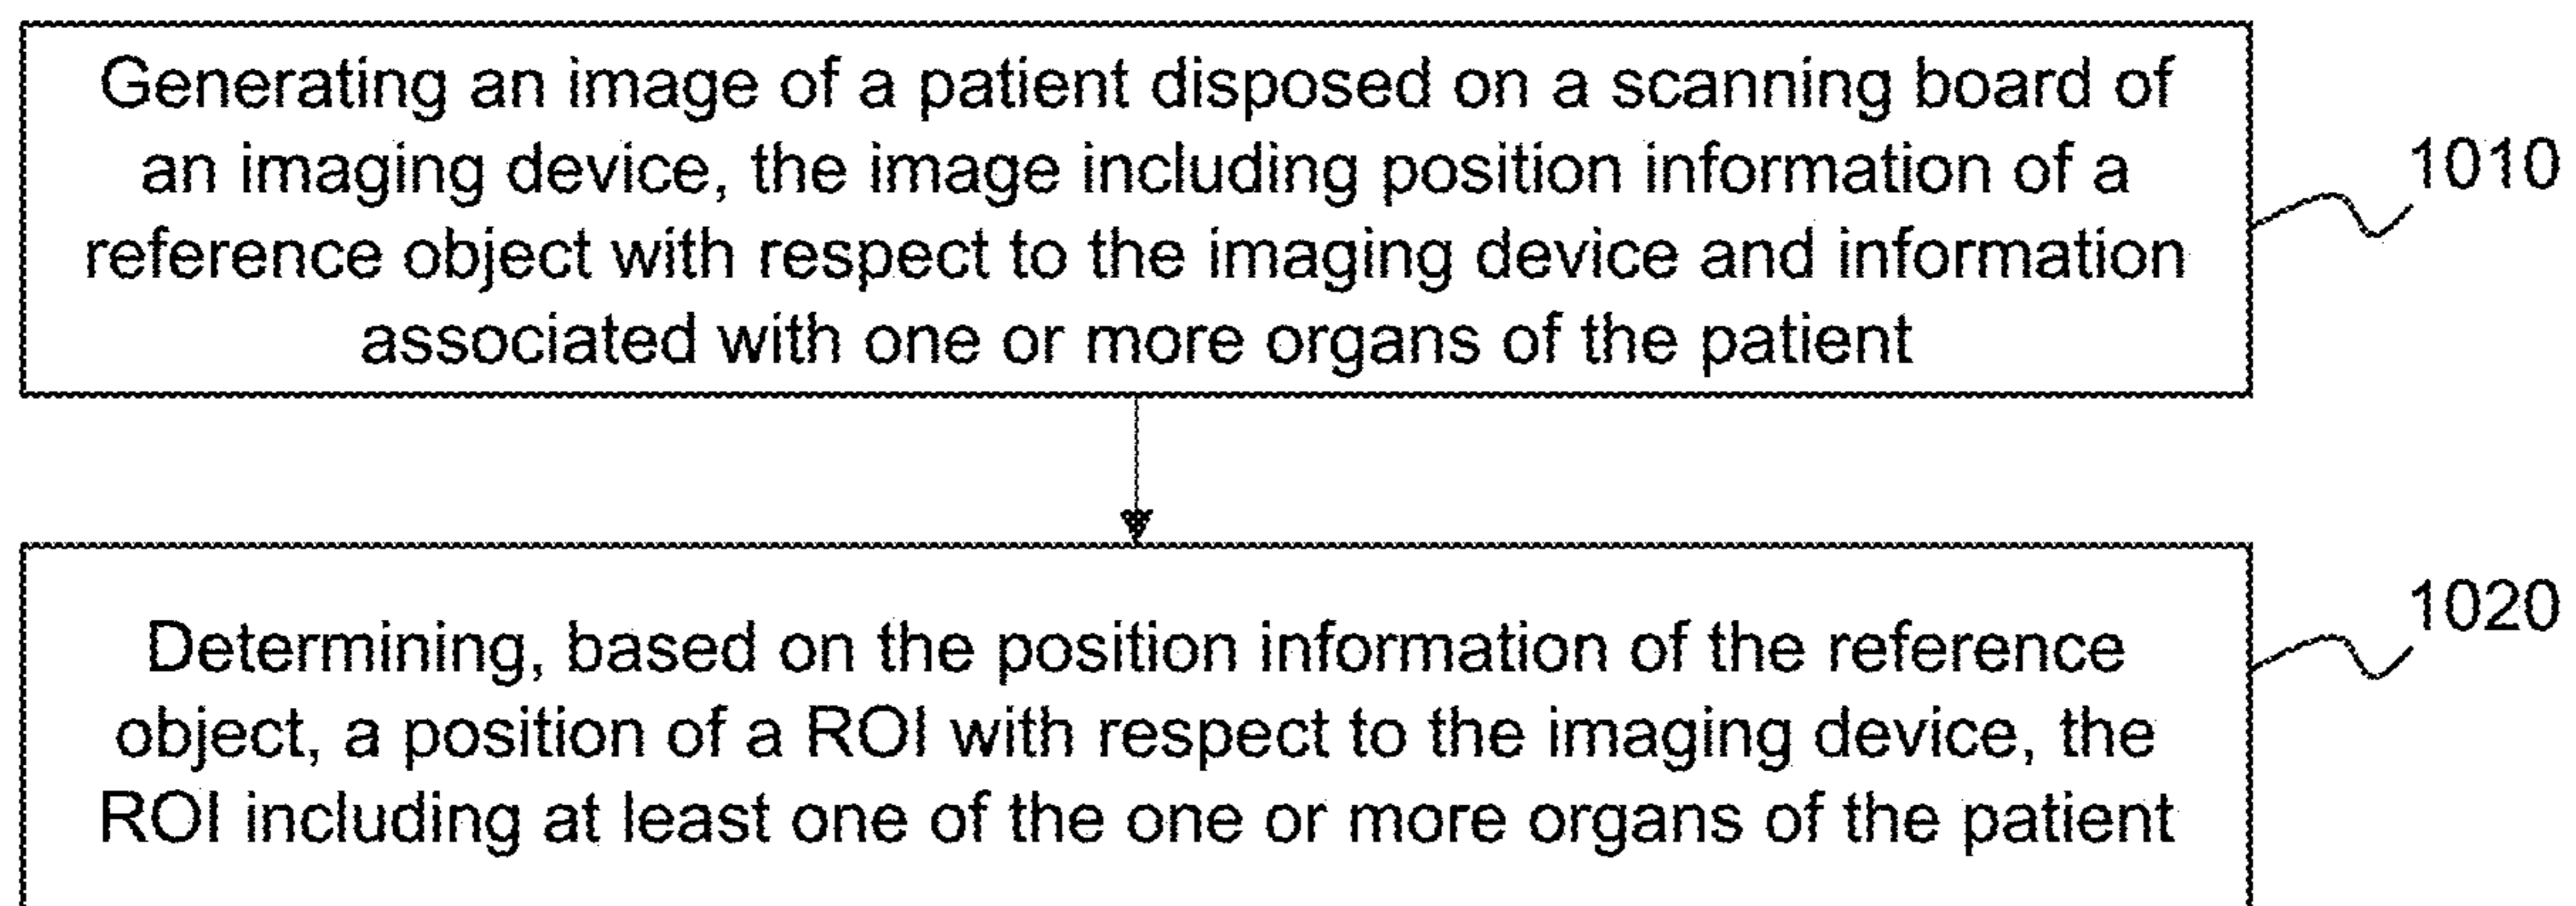 Generating an image of a patient disposed on a scanning board of
an imaging device, the image including position information of a
reference object with respect to the imaging device and information
associated with one or more organs of the patient
1010
Determining, based on the position information of the reference
object, a position of a ROI with respect to the imaging device, the
ROI including at least one of the one or more organs of the patient
1020